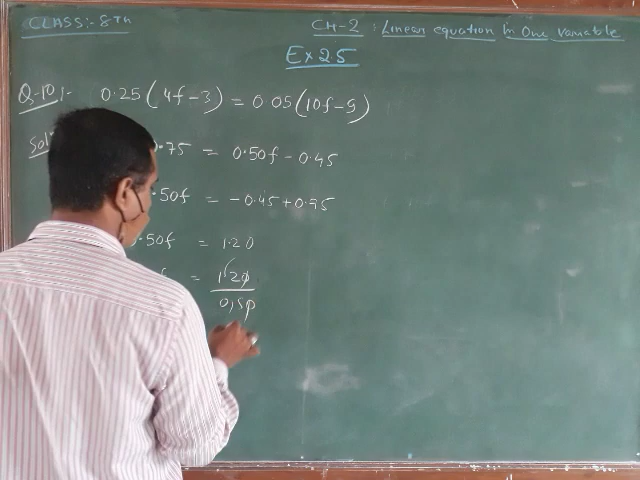 CLASS:- 8TH
CH-2 : Linear equation In One variable
Ex 2.5
Q.10:- 0.25(4f-3) = 0.05(10f-9)
Sol
.75 = 0.50f - 0.45
.50f = -0.45 + 0.75
.50f = 1.20
f = 1.20
0.50